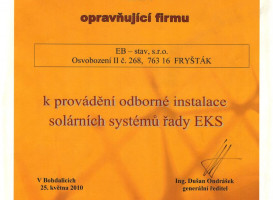 opravňující firmu
EB – stav, s.r.o.
Osvobození II č. 268, 763 16 FRYŠTÁK
k provádění odborné instalace
solárních systémů řady EKS
V Bohdalicích
25. května 2010
Ing. Dušan Ondrášek
generální ředitel